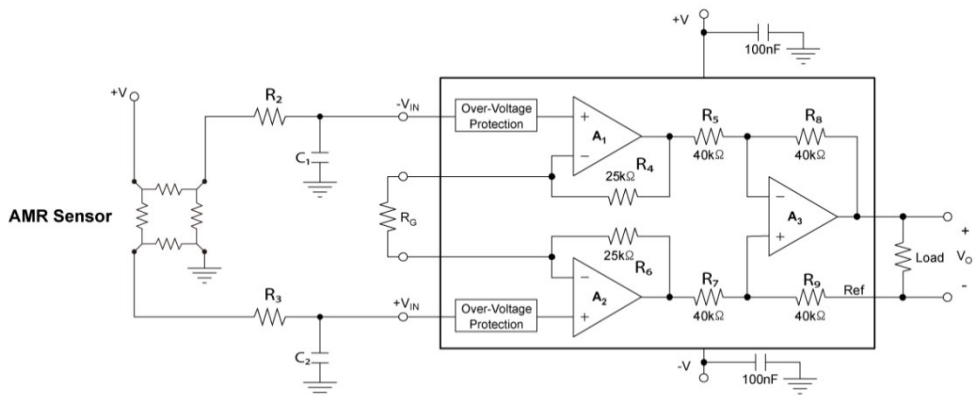 +V
100nF
+V
R2
-VIN
Over-Voltage
Protection
A1
R5
40kΩ
R8
40kΩ
C1
R4
25kΩ
AMR Sensor
RG
A3
+
VO
-
Load
25kΩ
R6
R3
+VIN
Over-Voltage
Protection
A2
R7
40kΩ
R9
40kΩ
Ref
C2
-V
100nF